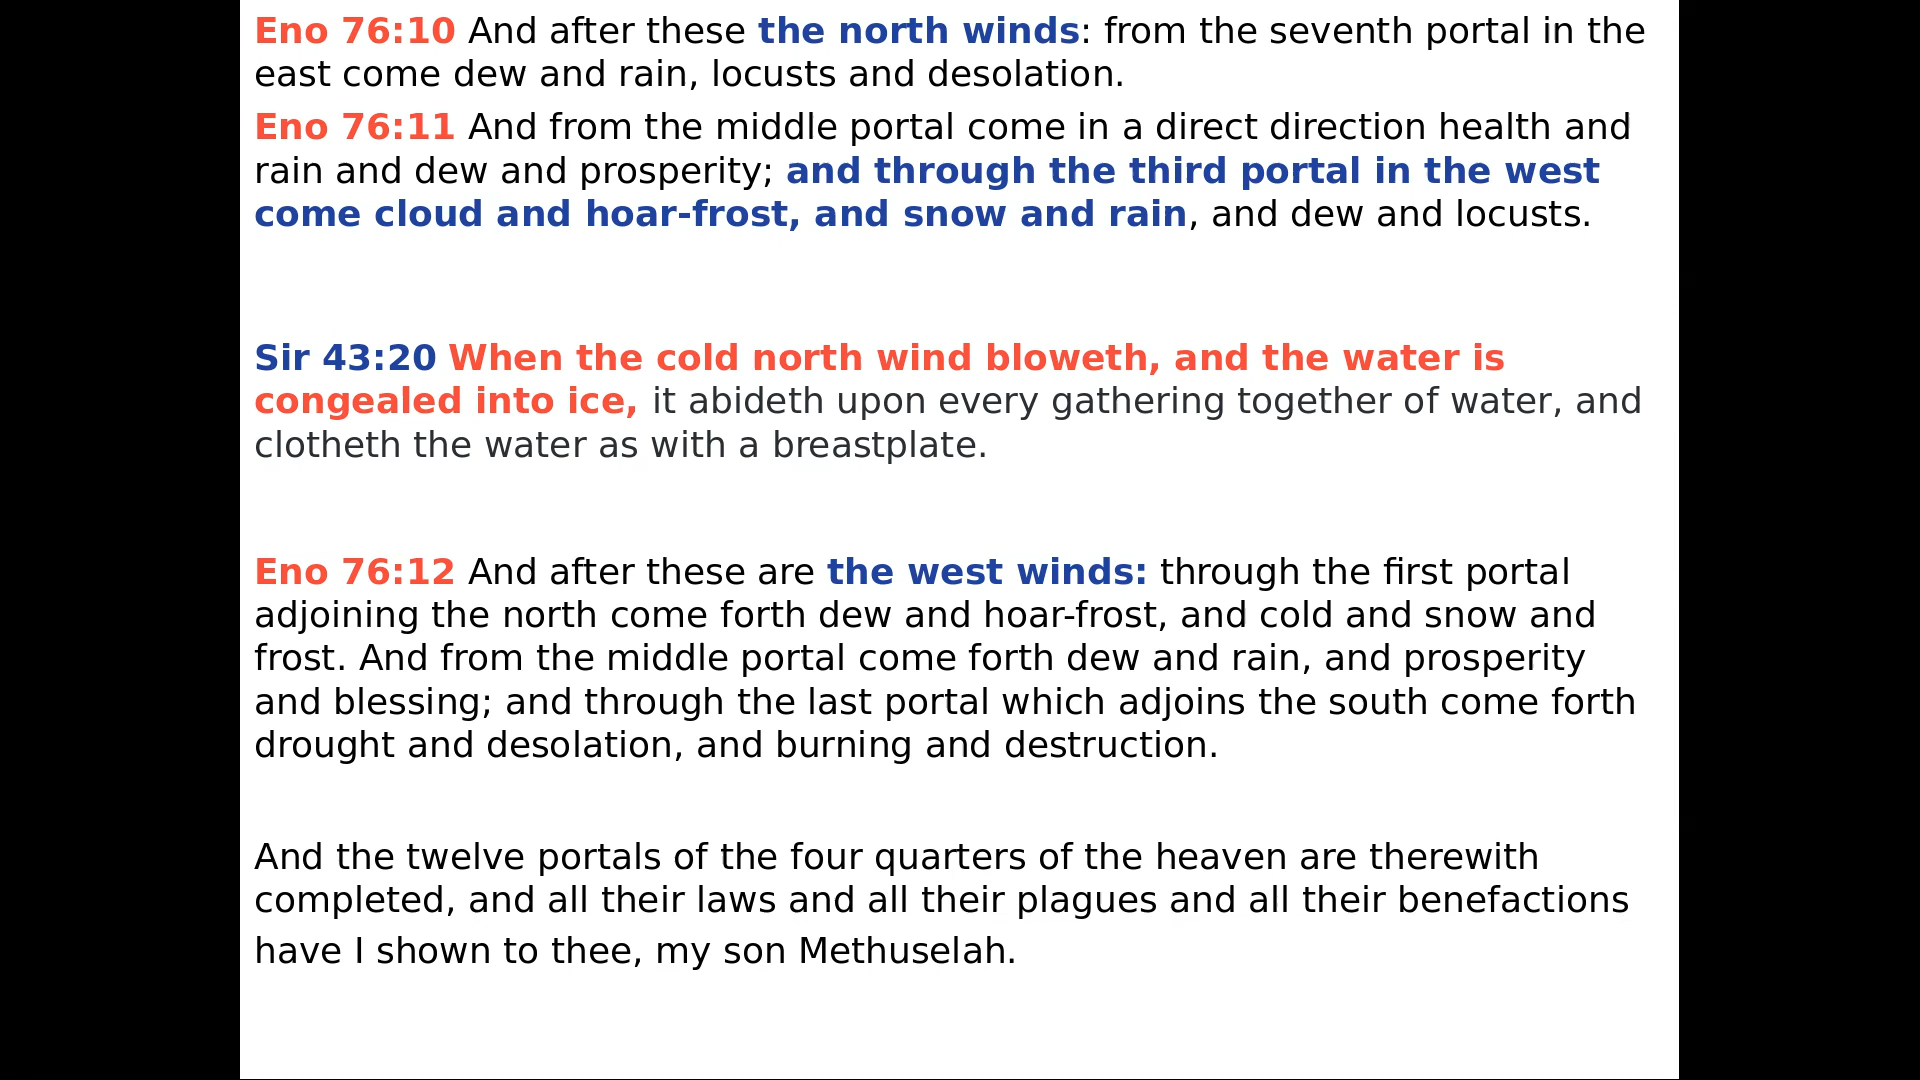 Eno 76:10 And after these the north winds: from the seventh portal in the
east come dew and rain, locusts and desolation.
Eno 76:11 And from the middle portal come in a direct direction health and
rain and dew and prosperity; and through the third portal in the west
come cloud and hoar-frost, and snow and rain, and dew and locusts.
Sir 43:20 When the cold north wind bloweth, and the water is
congealed into ice, it abideth upon every gathering together of water, and
clotheth the water as with a breastplate.
Eno 76:12 And after these are the west winds: through the first portal
adjoining the north come forth dew and hoar-frost, and cold and snow and
frost. And from the middle portal come forth dew and rain, and prosperity
and blessing; and through the last portal which adjoins the south come forth
drought and desolation, and burning and destruction.
And the twelve portals of the four quarters of the heaven are therewith
completed, and all their laws and all their plagues and all their benefactions
have I shown to thee, my son Methuselah.